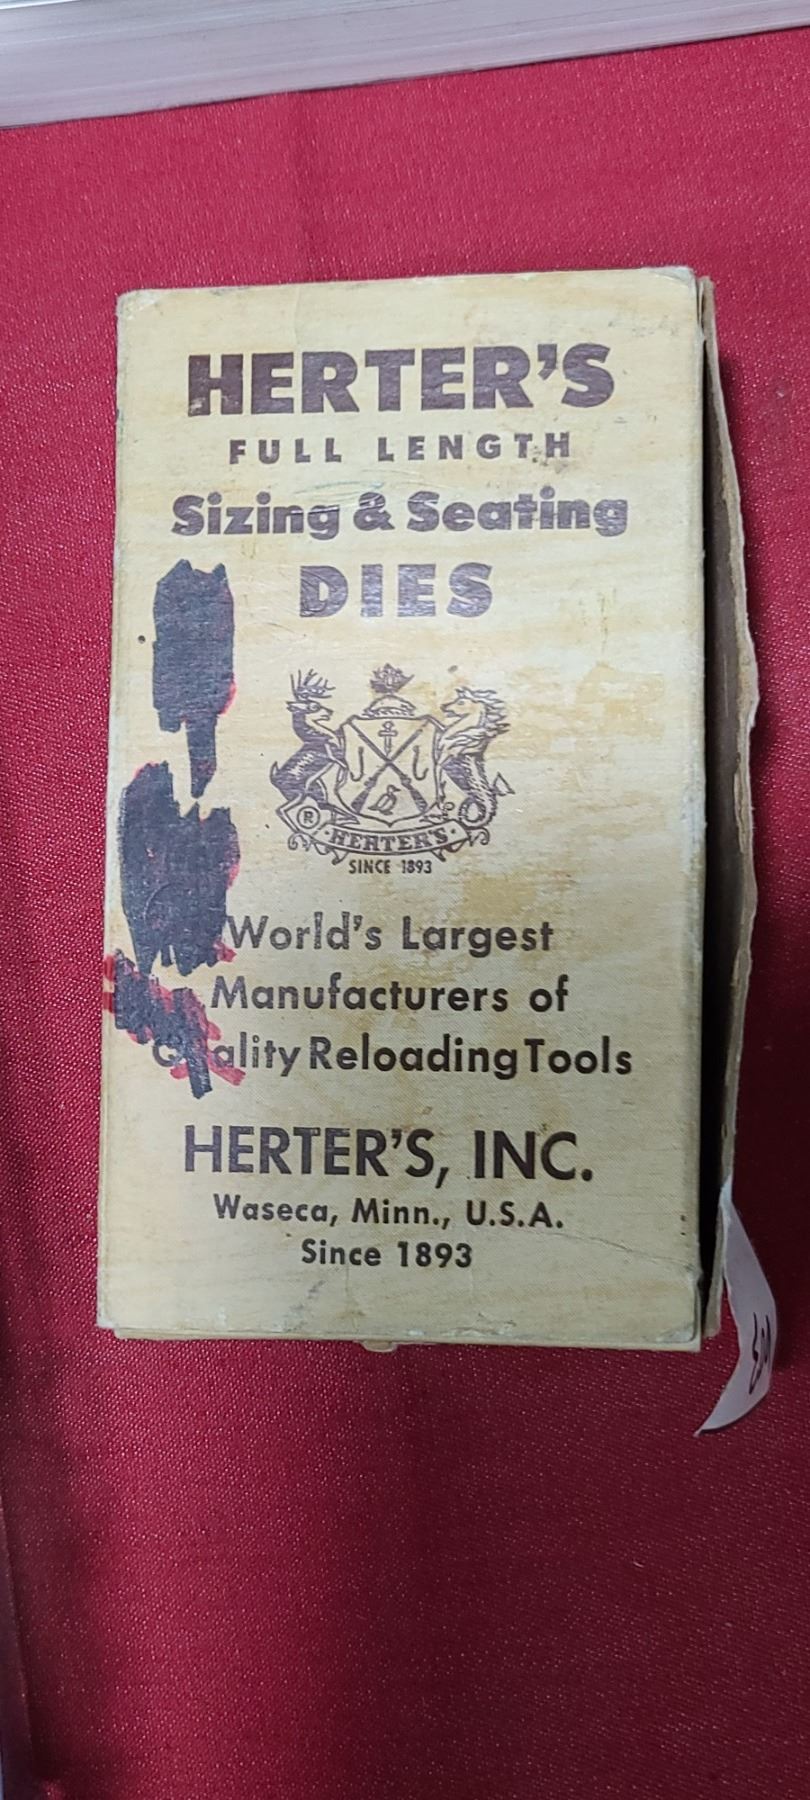 HERTER'S
FULL LENGTH
Sizing & Seating
DIES
®
HERTER'S
SINCE 1893
World's Largest
Manufacturers of
Quality Reloading Tools
HERTER'S, INC.
Waseca, Minn., U.S.A.
Since 1893